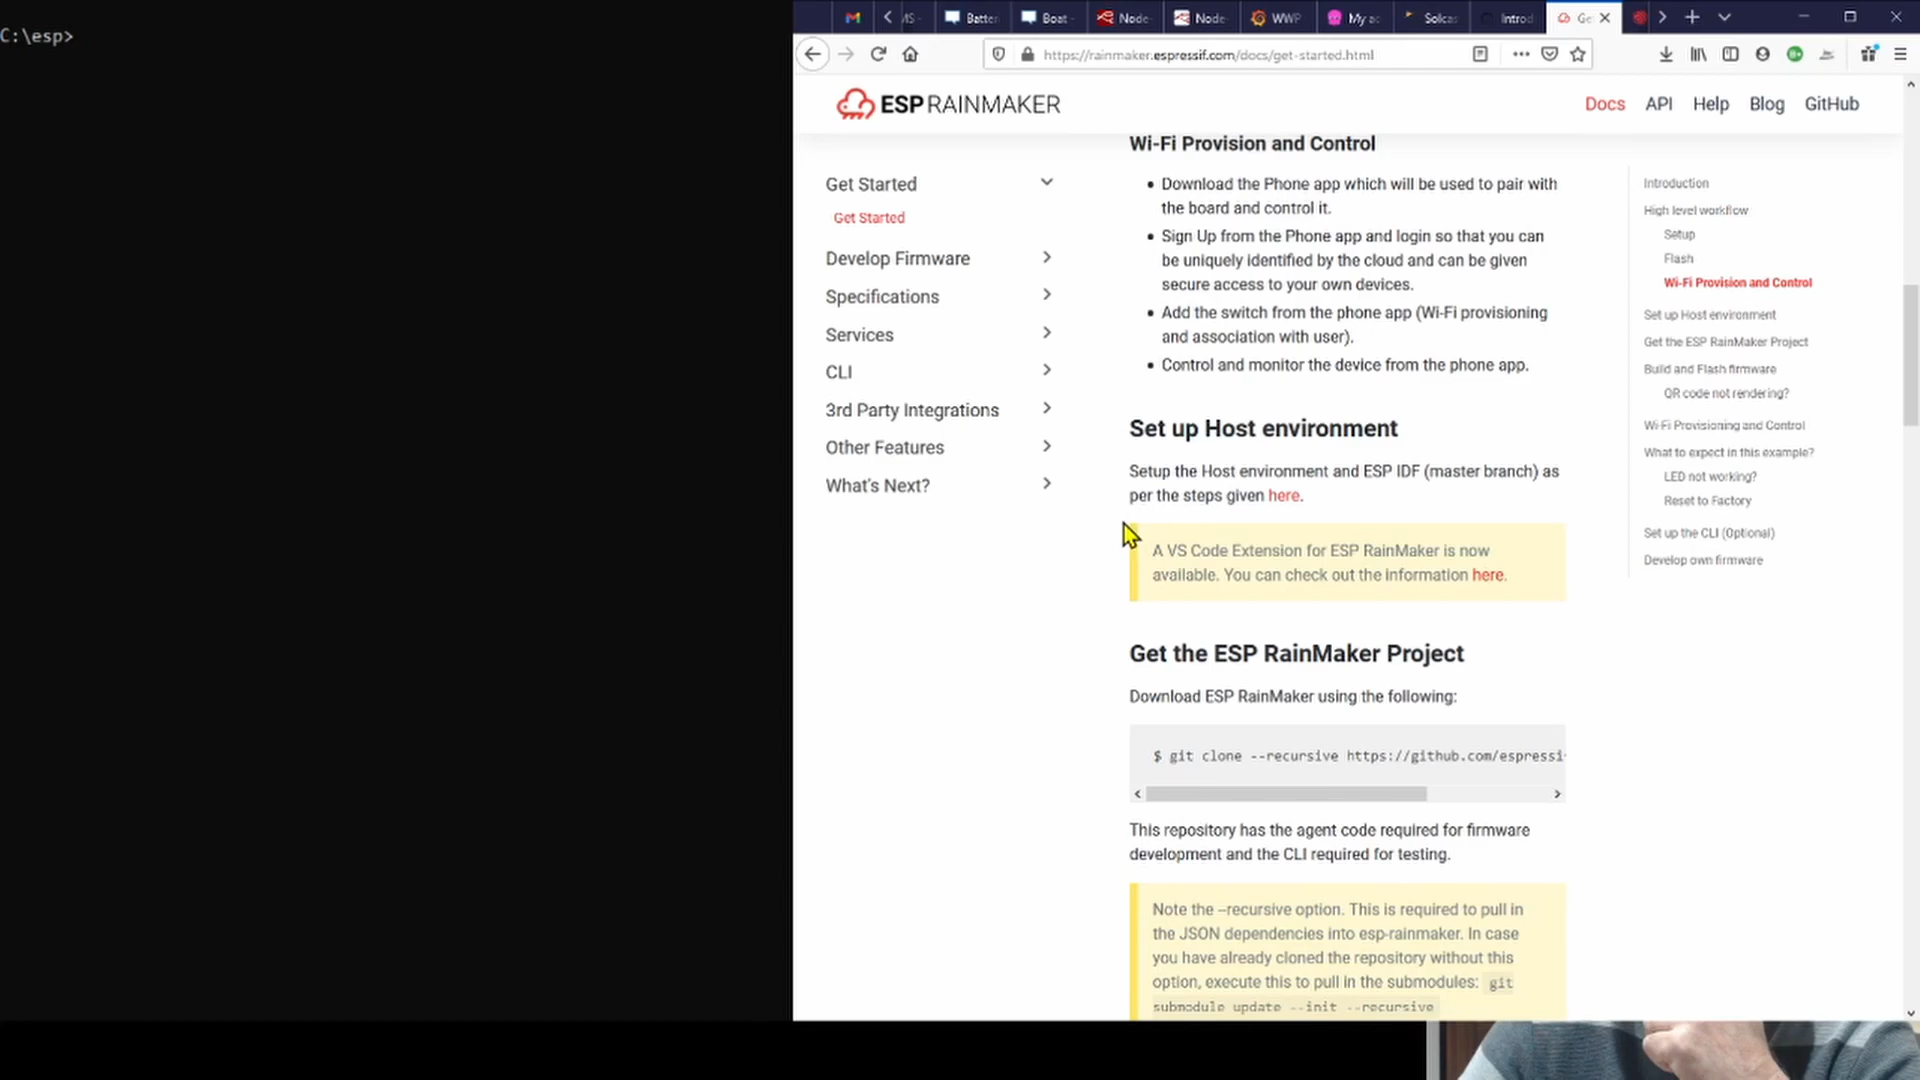 C:\esp>
Batter
Boat
Node-
Node-
WWP
My ac
Solcas
Introd
Ge
https://rainmaker.espressif.com/docs/get-started.html
ESP RAINMAKER
Docs API Help Blog GitHub
Get Started
Get Started
Develop Firmware
Specifications
Services
CLI
3rd Party Integrations
Other Features
What's Next?
Wi-Fi Provision and Control
• Download the Phone app which will be used to pair with
the board and control it.
• Sign Up from the Phone app and login so that you can
be uniquely identified by the cloud and can be given
secure access to your own devices.
• Add the switch from the phone app (Wi-Fi provisioning
and association with user).
• Control and monitor the device from the phone app.
Set up Host environment
Setup the Host environment and ESP IDF (master branch) as
per the steps given here.
A VS Code Extension for ESP RainMaker is now
available. You can check out the information here.
Get the ESP RainMaker Project
Download ESP RainMaker using the following:
$ git clone --recursive https://github.com/espressi
This repository has the agent code required for firmware
development and the CLI required for testing.
Note the –recursive option. This is required to pull in
the JSON dependencies into esp-rainmaker. In case
you have already cloned the repository without this
option, execute this to pull in the submodules: git
submodule update --init --recursive
Introduction
High level workflow
Setup
Flash
Wi-Fi Provision and Control
Set up Host environment
Get the ESP RainMaker Project
Build and Flash firmware
QR code not rendering?
Wi-Fi Provisioning and Control
What to expect in this example?
LED not working?
Reset to Factory
Set up the CLI (Optional)
Develop own firmware